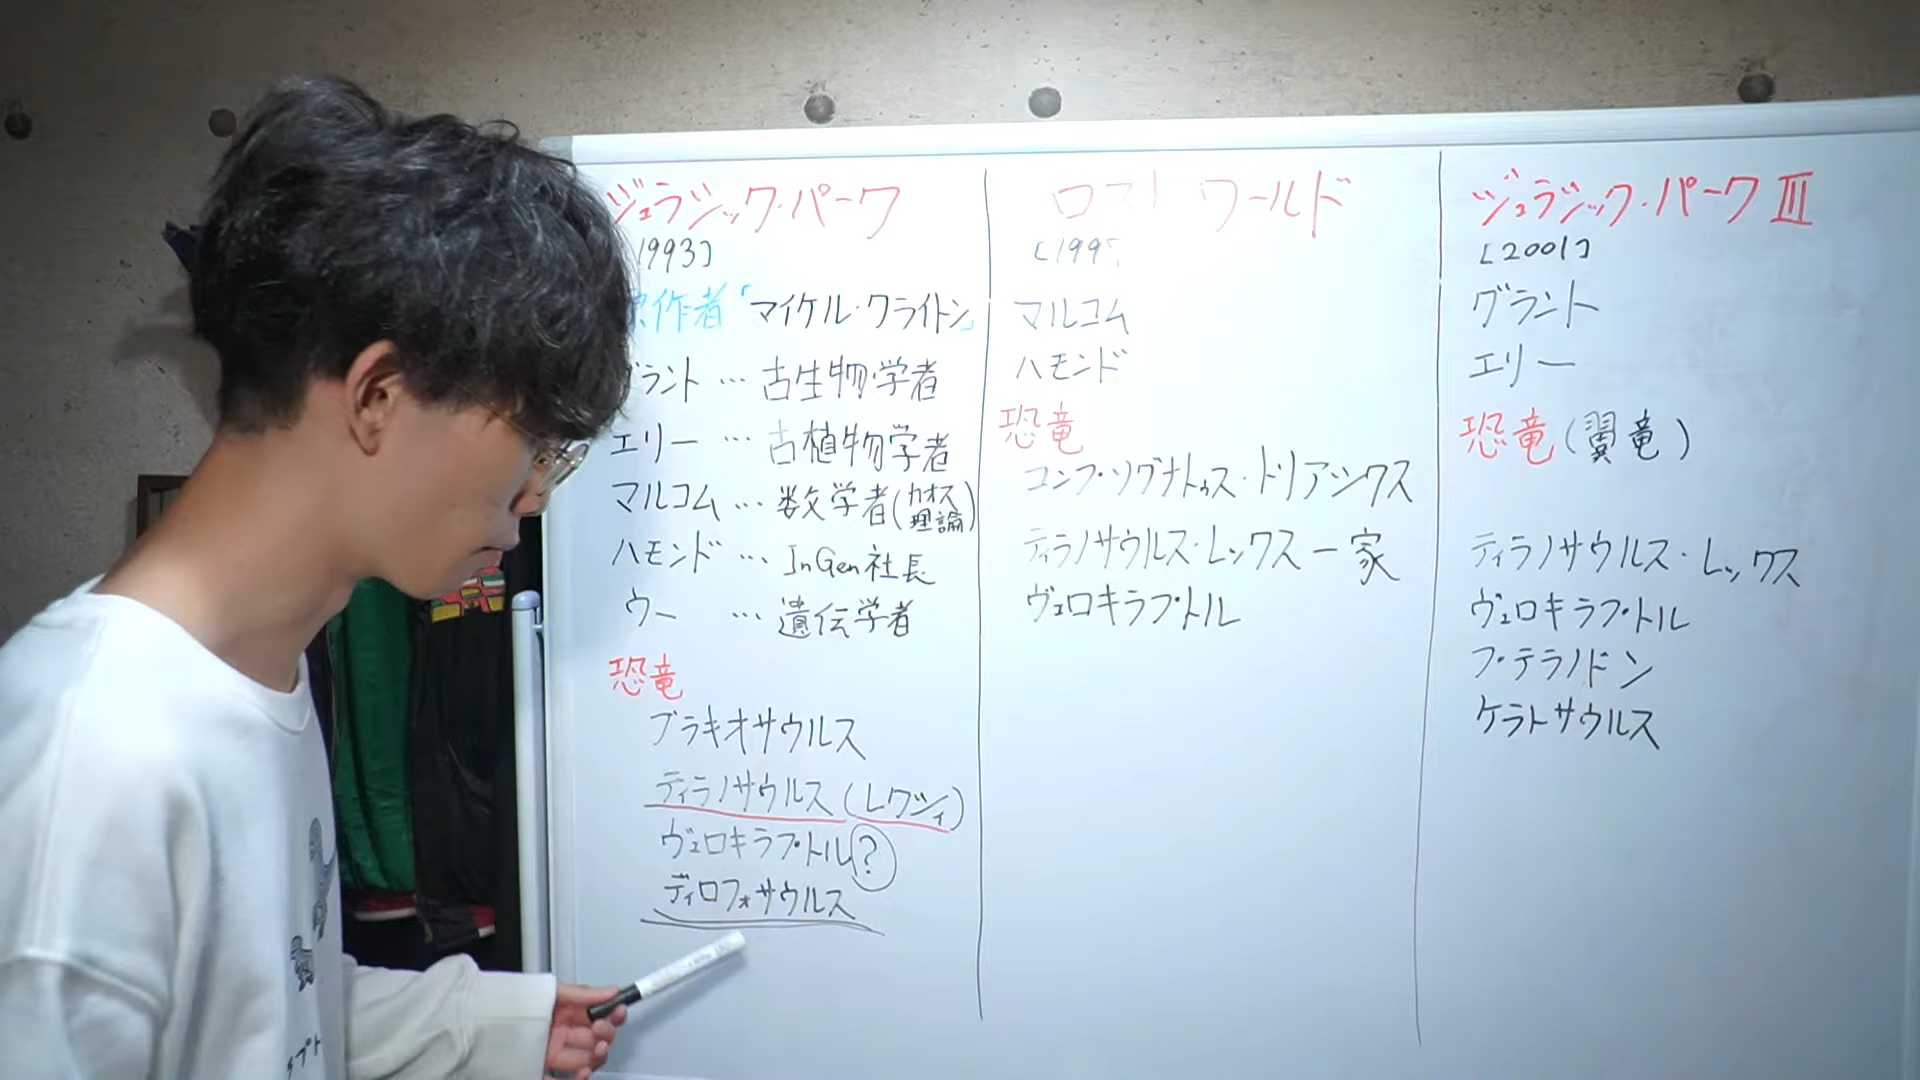 ジュラシック・パーク
1993]
作者「マイケル・クライトン」
ラント … 古生物学者
エリー … 古植物学者
マルコム … 数学者(カオス理論)
ハモンド … InGen社長
ウー … 遺伝学者
恐竜
ブラキオサウルス
ティラノサウルス(レクシィ)
ヴェロキラプトル?
ディロフォサウルス
ロスト ワールド
[199
マルコム
ハモンド
恐竜
コンプソグナトゥス・トリアシクス
ティラノサウルス・レックス一家
ヴェロキラプトル
ジュラシック・パークⅢ
[2001]
グラント
エリー
恐竜(翼竜)
ティラノサウルス・レックス
ヴェロキラプトル
プテラノドン
ケラトサウルス
プト